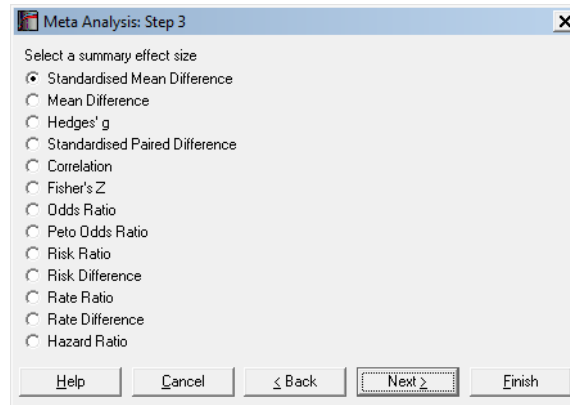 Meta Analysis: Step 3
Select a summary effect size
Standardised Mean Difference
Mean Difference
Hedges' g
Standardised Paired Difference
Correlation
Fisher's Z
Odds Ratio
Peto Odds Ratio
Risk Ratio
Risk Difference
Rate Ratio
Rate Difference
Hazard Ratio
Help Cancel < Back Next > Finish